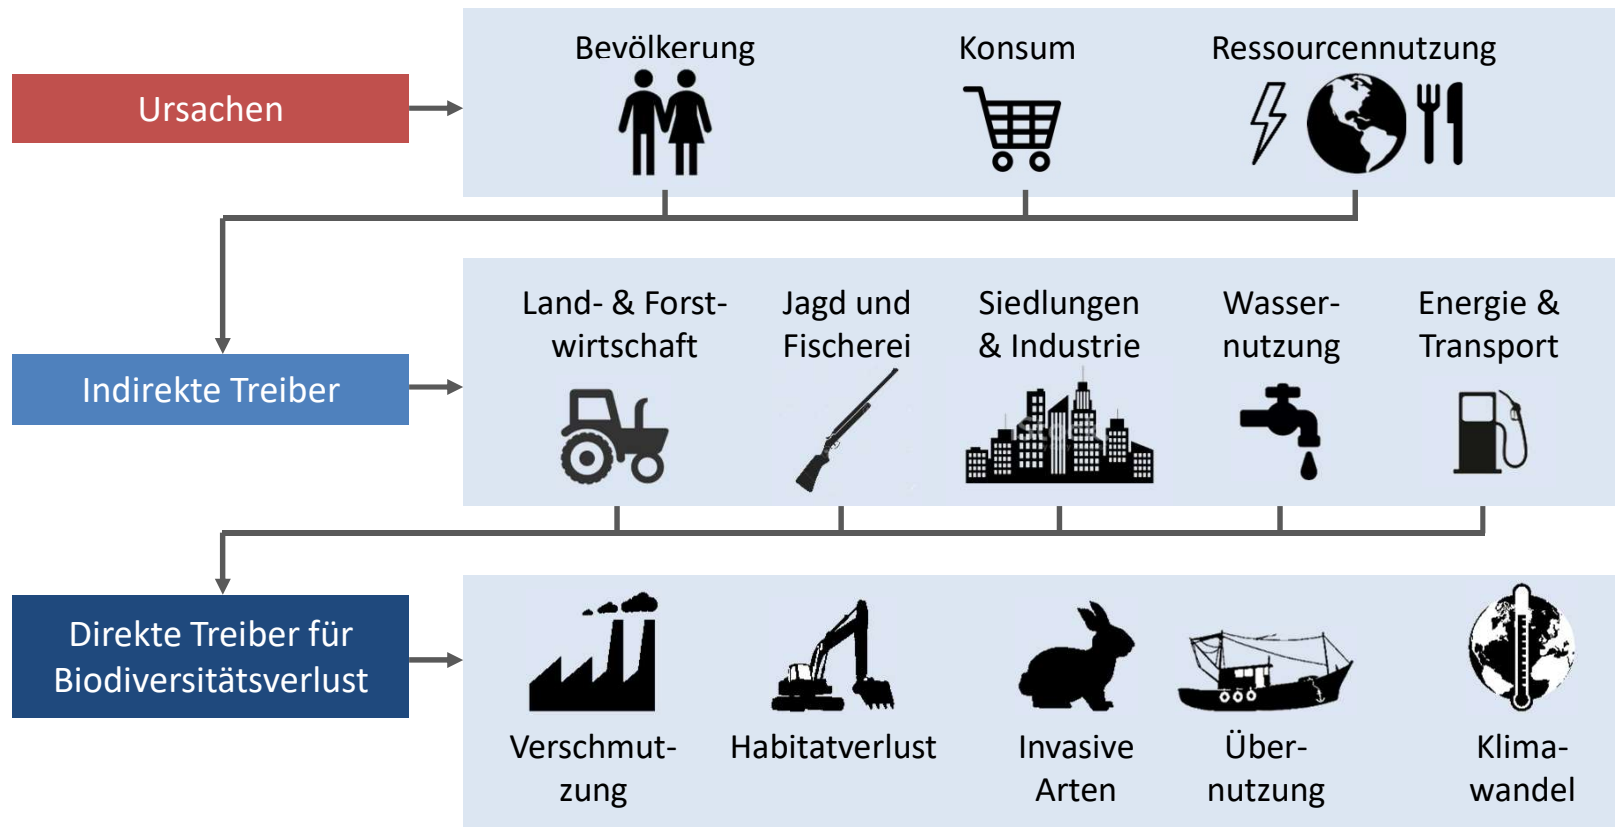 Bevölkerung
Konsum
Ressourcennutzung
Ursachen
Land- & Forst-
wirtschaft
Jagd und
Fischerei
Siedlungen
& Industrie
Wasser-
nutzung
Energie &
Transport
Indirekte Treiber
Direkte Treiber für
Biodiversitätsverlust
Verschmut-
zung
Habitatverlust
Invasive
Arten
Über-
nutzung
Klima-
wandel